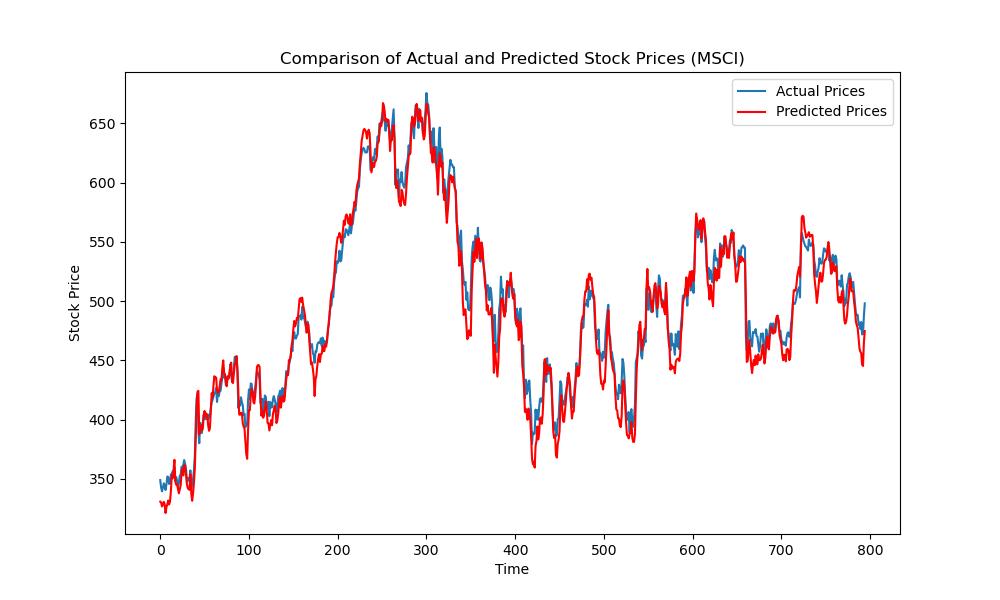 Comparison of Actual and Predicted Stock Prices (MSCI)
Actual Prices
Predicted Prices
Stock Price
650
600
550
500
450
400
350
0 100 200 300 400 500 600 700 800
Time